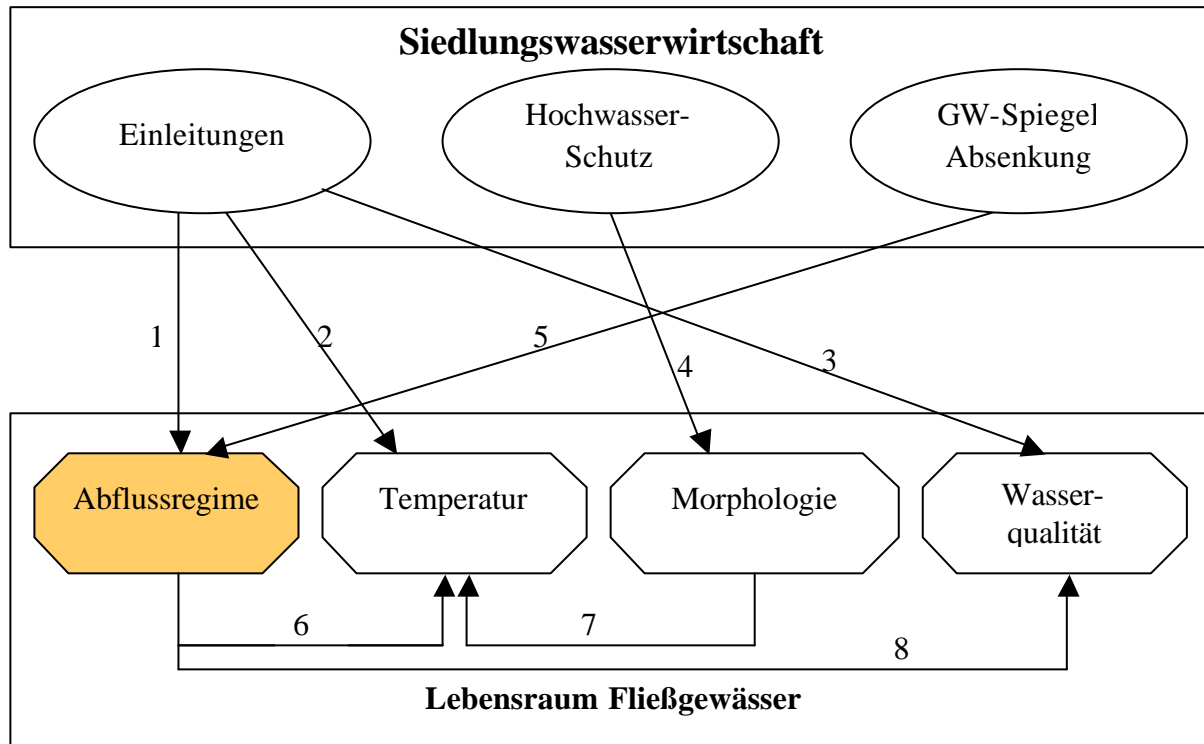 Siedlungswasserwirtschaft
Einleitungen
Hochwasser-
Schutz
GW-Spiegel
Absenkung
1
2
5
4
3
Abflussregime
Temperatur
Morphologie
Wasser-
qualität
6
7
8
Lebensraum Fließgewässer